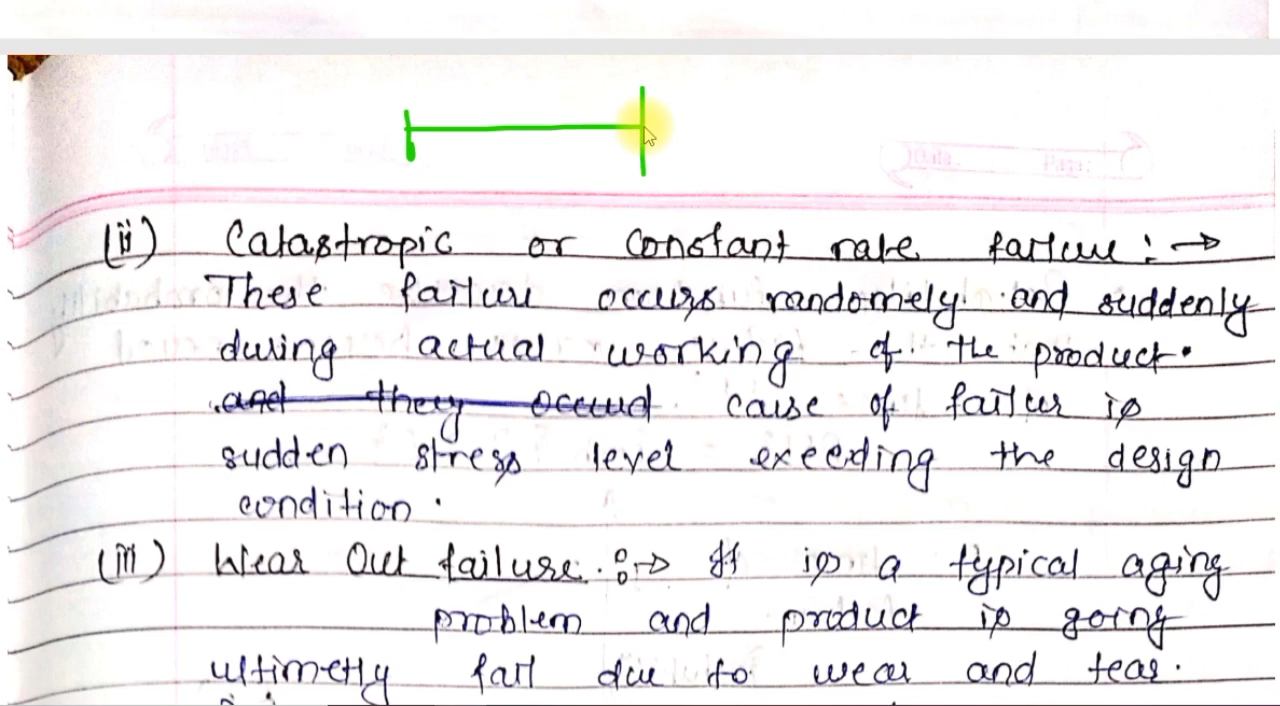 (ii) Catastropic or Constant rate failure :→
These failure occurs randomely and suddenly
during actual working of the product.
and they occurd cause of failur is
sudden stress level exeeding the design
condition.
(iii) Wear Out failure :→ It is a typical aging
problem and product is going
ultimetly fail due to wear and tear.